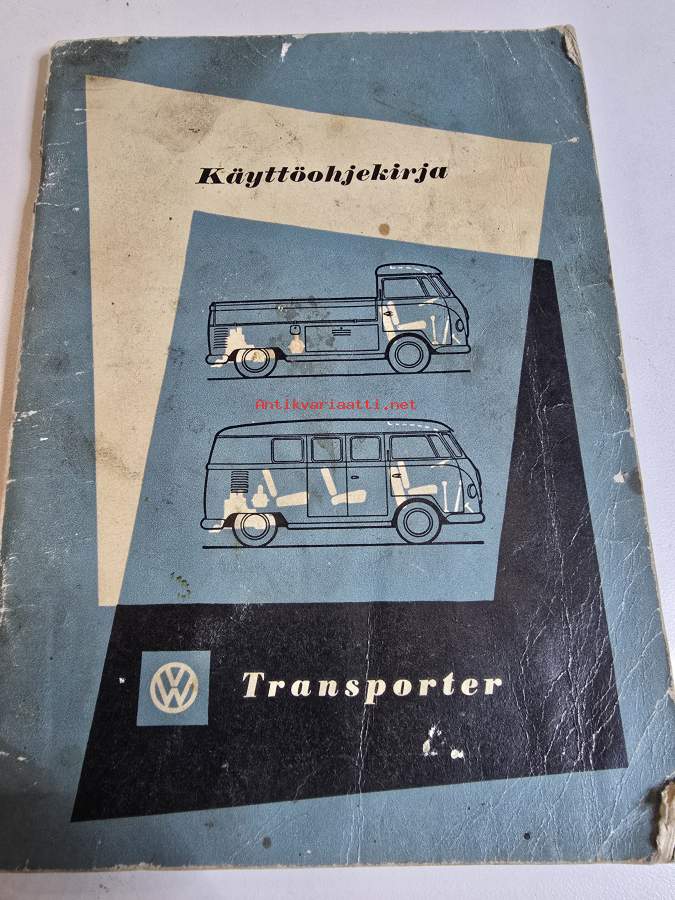 Käyttöohjekirja
Antikvariaatti.net
VW
Transporter